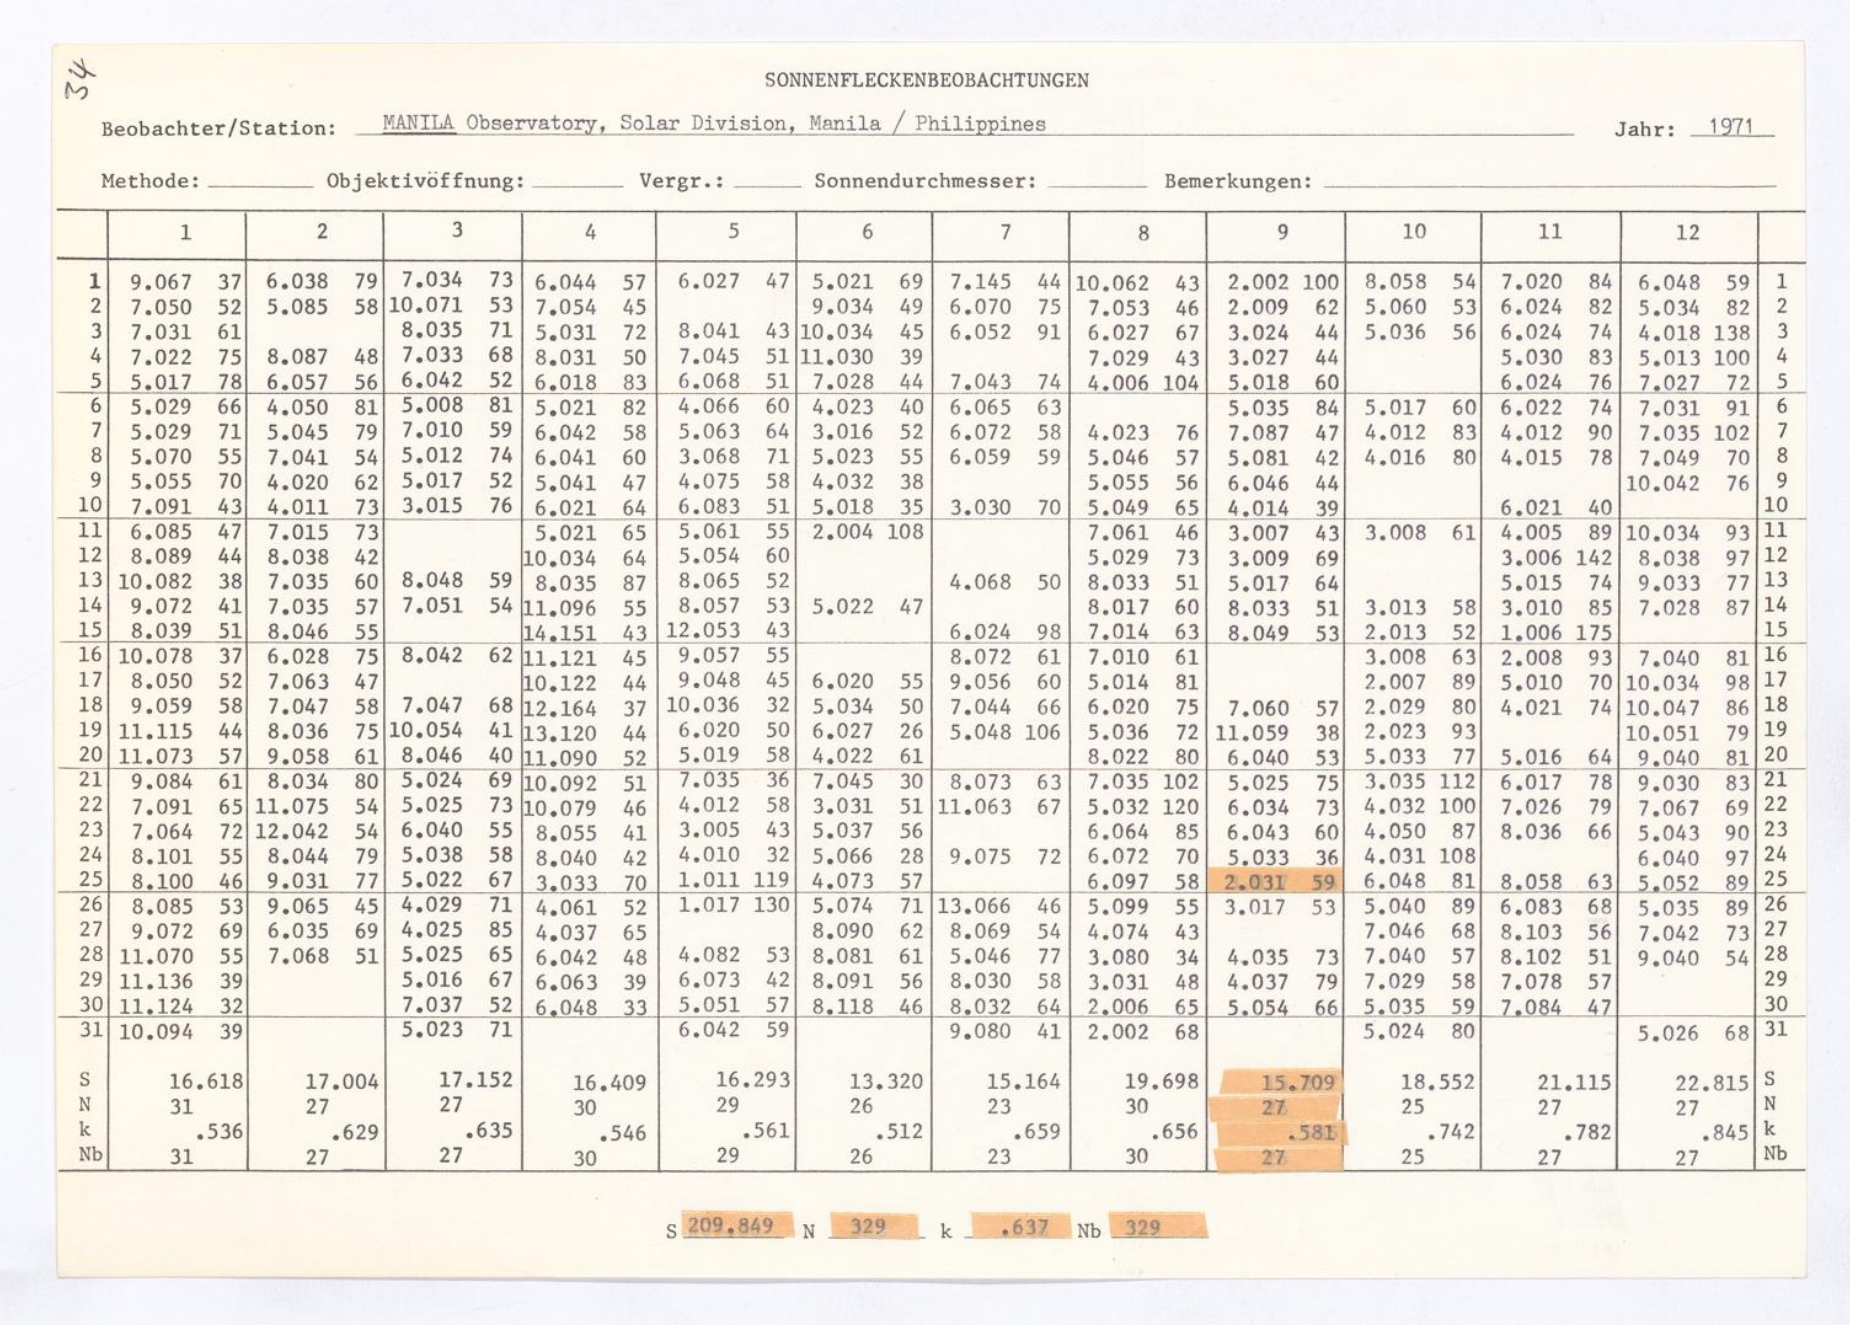 34
SONNENFLECKENBEOBACHTUNGEN
Beobachter/Station: MANILA Observatory, Solar Division, Manila / Philippines Jahr: 1971
Methode: Objektivöffnung: Vergr.: Sonnendurchmesser: Bemerkungen:
1 2 3 4 5 6 7 8 9 10 11 12
1 9.067 37 6.038 79 7.034 73 6.044 57 6.027 47 5.021 69 7.145 44 10.062 43 2.002 100 8.058 54 7.020 84 6.048 59 1
2 7.050 52 5.085 58 10.071 53 7.054 45 9.034 49 6.070 75 7.053 46 2.009 62 5.060 53 6.024 82 5.034 82 2
3 7.031 61 8.035 71 5.031 72 8.041 43 10.034 45 6.052 91 6.027 67 3.024 44 5.036 56 6.024 74 4.018 138 3
4 7.022 75 8.087 48 7.033 68 8.031 50 7.045 51 11.030 39 7.029 43 3.027 44 5.030 83 5.013 100 4
5 5.017 78 6.057 56 6.042 52 6.018 83 6.068 51 7.028 44 7.043 74 4.006 104 5.018 60 6.024 76 7.027 72 5
6 5.029 66 4.050 81 5.008 81 5.021 82 4.066 60 4.023 40 6.065 63 5.035 84 5.017 60 6.022 74 7.031 91 6
7 5.029 71 5.045 79 7.010 59 6.042 58 5.063 64 3.016 52 6.072 58 4.023 76 7.087 47 4.012 83 4.012 90 7.035 102 7
8 5.070 55 7.041 54 5.012 74 6.041 60 3.068 71 5.023 55 6.059 59 5.046 57 5.081 42 4.016 80 4.015 78 7.049 70 8
9 5.055 70 4.020 62 5.017 52 5.041 47 4.075 58 4.032 38 5.055 56 6.046 44 10.042 76 9
10 7.091 43 4.011 73 3.015 76 6.021 64 6.083 51 5.018 35 3.030 70 5.049 65 4.014 39 6.021 40 10
11 6.085 47 7.015 73 5.021 65 5.061 55 2.004 108 7.061 46 3.007 43 3.008 61 4.005 89 10.034 93 11
12 8.089 44 8.038 42 10.034 64 5.054 60 5.029 73 3.009 69 3.006 142 8.038 97 12
13 10.082 38 7.035 60 8.048 59 8.035 87 8.065 52 4.068 50 8.033 51 5.017 64 5.015 74 9.033 77 13
14 9.072 41 7.035 57 7.051 54 11.096 55 8.057 53 5.022 47 8.017 60 8.033 51 3.013 58 3.010 85 7.028 87 14
15 8.039 51 8.046 55 14.151 43 12.053 43 6.024 98 7.014 63 8.049 53 2.013 52 1.006 175 15
16 10.078 37 6.028 75 8.042 62 11.121 45 9.057 55 8.072 61 7.010 61 3.008 63 2.008 93 7.040 81 16
17 8.050 52 7.063 47 10.122 44 9.048 45 6.020 55 9.056 60 5.014 81 2.007 89 5.010 70 10.034 98 17
18 9.059 58 7.047 58 7.047 68 12.164 37 10.036 32 5.034 50 7.044 66 6.020 75 7.060 57 2.029 80 4.021 74 10.047 86 18
19 11.115 44 8.036 75 10.054 41 13.120 44 6.020 50 6.027 26 5.048 106 5.036 72 11.059 38 2.023 93 10.051 79 19
20 11.073 57 9.058 61 8.046 40 11.090 52 5.019 58 4.022 61 8.022 80 6.040 53 5.033 77 5.016 64 9.040 81 20
21 9.084 61 8.034 80 5.024 69 10.092 51 7.035 36 7.045 30 8.073 63 7.035 102 5.025 75 3.035 112 6.017 78 9.030 83 21
22 7.091 65 11.075 54 5.025 73 10.079 46 4.012 58 3.031 51 11.063 67 5.032 120 6.034 73 4.032 100 7.026 79 7.067 69 22
23 7.064 72 12.042 54 6.040 55 8.055 41 3.005 43 5.037 56 6.064 85 6.043 60 4.050 87 8.036 66 5.043 90 23
24 8.101 55 8.044 79 5.038 58 8.040 42 4.010 32 5.066 28 9.075 72 6.072 70 5.033 36 4.031 108 6.040 97 24
25 8.100 46 9.031 77 5.022 67 3.033 70 1.011 119 4.073 57 6.097 58 2.031 59 6.048 81 8.058 63 5.052 89 25
26 8.085 53 9.065 45 4.029 71 4.061 52 1.017 130 5.074 71 13.066 46 5.099 55 3.017 53 5.040 89 6.083 68 5.035 89 26
27 9.072 69 6.035 69 4.025 85 4.037 65 8.090 62 8.069 54 4.074 43 7.046 68 8.103 56 7.042 73 27
28 11.070 55 7.068 51 5.025 65 6.042 48 4.082 53 8.081 61 5.046 77 3.080 34 4.035 73 7.040 57 8.102 51 9.040 54 28
29 11.136 39 5.016 67 6.063 39 6.073 42 8.091 56 8.030 58 3.031 48 4.037 79 7.029 58 7.078 57 29
30 11.124 32 7.037 52 6.048 33 5.051 57 8.118 46 8.032 64 2.006 65 5.054 66 5.035 59 7.084 47 30
31 10.094 39 5.023 71 6.042 59 9.080 41 2.002 68 5.024 80 5.026 68 31
S 16.618 17.004 17.152 16.409 16.293 13.320 15.164 19.698 15.709 18.552 21.115 22.815 S
N 31 27 27 30 29 26 23 30 27 25 27 27 N
k .536 .629 .635 .546 .561 .512 .659 .656 .581 .742 .782 .845 k
Nb 31 27 27 30 29 26 23 30 27 25 27 27 Nb
S 209.849 N 329 k .637 Nb 329